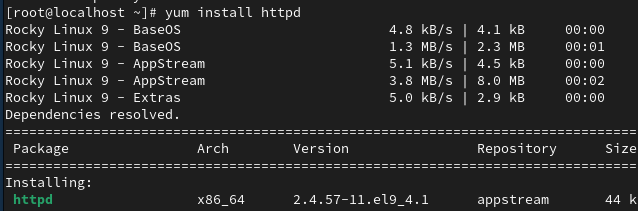 [root@localhost ~]# yum install httpd
Rocky Linux 9 - BaseOS 4.8 kB/s | 4.1 kB 00:00
Rocky Linux 9 - BaseOS 1.3 MB/s | 2.3 MB 00:01
Rocky Linux 9 - AppStream 5.1 kB/s | 4.5 kB 00:00
Rocky Linux 9 - AppStream 3.8 MB/s | 8.0 MB 00:02
Rocky Linux 9 - Extras 5.0 kB/s | 2.9 kB 00:00
Dependencies resolved.
================================================================================
Package Arch Version Repository Size
================================================================================
Installing:
httpd x86_64 2.4.57-11.el9_4.1 appstream 44 k